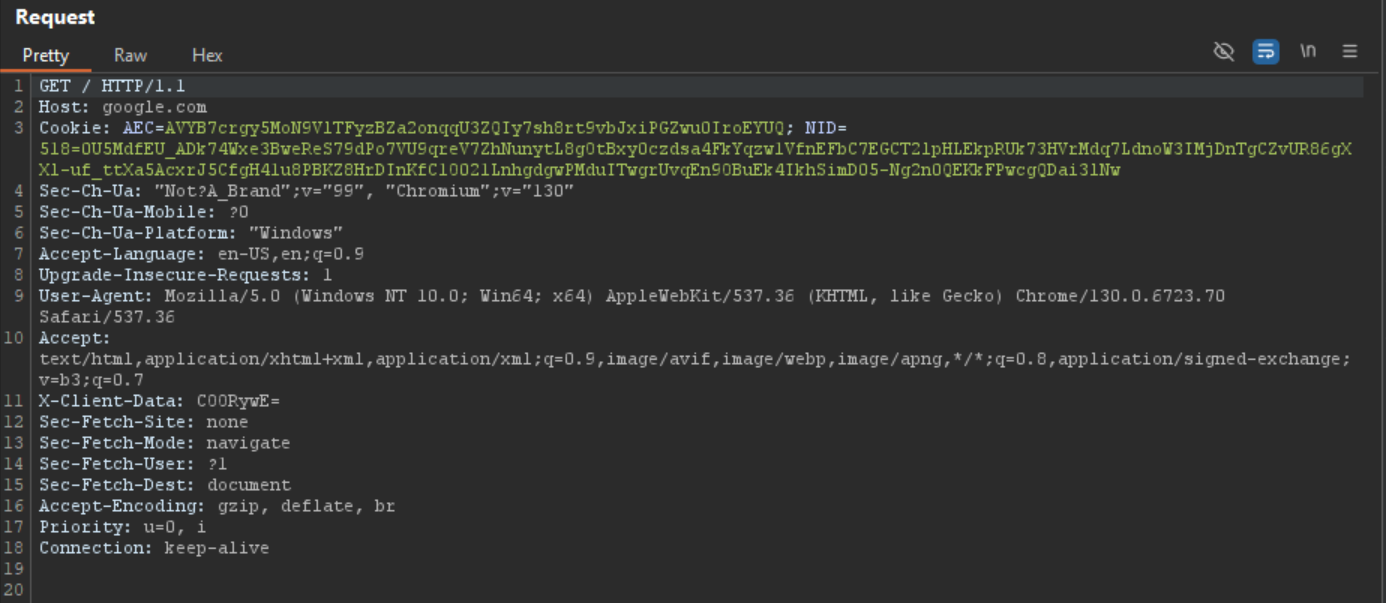 Request
Pretty Raw Hex
\n
1 GET / HTTP/1.1
2 Host: google.com
3 Cookie: AEC=AVYB7crgy5MoN9VlTFyzBZa2onqqU3ZQIy7sh8rt9vbJxiPGZwu0IroEYUQ; NID=
518=0U5MdfEU_ADk74Wxe3BweReS79dPo7VU9qreV7ZhNunytL8g0tBxy0czdsa4FkYqzwlVfnEFbC7EGCT2lpHLEkpRUk73HVrMdq7LdnoW3IMjDnTgCZvUR86gX
Xl-uf_ttXa5AcxrJ5CfgH4lu8PBKZ8HrDInKfC10021LnhgdgwPMduITwgrUvqEn90BuEk4IkhSimD05-Ng2n0QEKkFPwcgQDai3lNw
4 Sec-Ch-Ua: "Not?A_Brand";v="99", "Chromium";v="130"
5 Sec-Ch-Ua-Mobile: ?0
6 Sec-Ch-Ua-Platform: "Windows"
7 Accept-Language: en-US,en;q=0.9
8 Upgrade-Insecure-Requests: 1
9 User-Agent: Mozilla/5.0 (Windows NT 10.0; Win64; x64) AppleWebKit/537.36 (KHTML, like Gecko) Chrome/130.0.6723.70
Safari/537.36
10 Accept:
text/html,application/xhtml+xml,application/xml;q=0.9,image/avif,image/webp,image/apng,*/*;q=0.8,application/signed-exchange;
v=b3;q=0.7
11 X-Client-Data: CO0RywE=
12 Sec-Fetch-Site: none
13 Sec-Fetch-Mode: navigate
14 Sec-Fetch-User: ?1
15 Sec-Fetch-Dest: document
16 Accept-Encoding: gzip, deflate, br
17 Priority: u=0, i
18 Connection: keep-alive
19
20